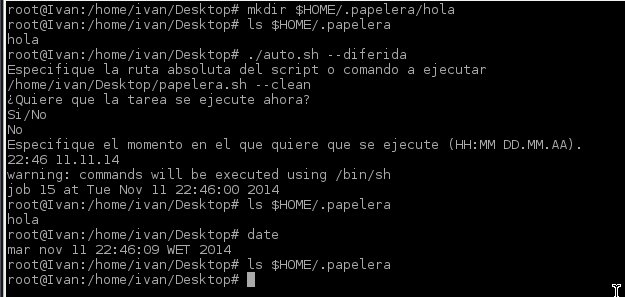 root@Ivan:/home/ivan/Desktop# mkdir $HOME/.papelera/hola
root@Ivan:/home/ivan/Desktop# ls $HOME/.papelera
hola
root@Ivan:/home/ivan/Desktop# ./auto.sh --diferida
Especifique la ruta absoluta del script o comando a ejecutar
/home/ivan/Desktop/papelera.sh --clean
¿Quiere que la tarea se ejecute ahora?
Si/No
No
Especifique el momento en el que quiere que se ejecute (HH:MM DD.MM.AA).
22:46 11.11.14
warning: commands will be executed using /bin/sh
job 15 at Tue Nov 11 22:46:00 2014
root@Ivan:/home/ivan/Desktop# ls $HOME/.papelera
hola
root@Ivan:/home/ivan/Desktop# date
mar nov 11 22:46:09 WET 2014
root@Ivan:/home/ivan/Desktop# ls $HOME/.papelera
root@Ivan:/home/ivan/Desktop#